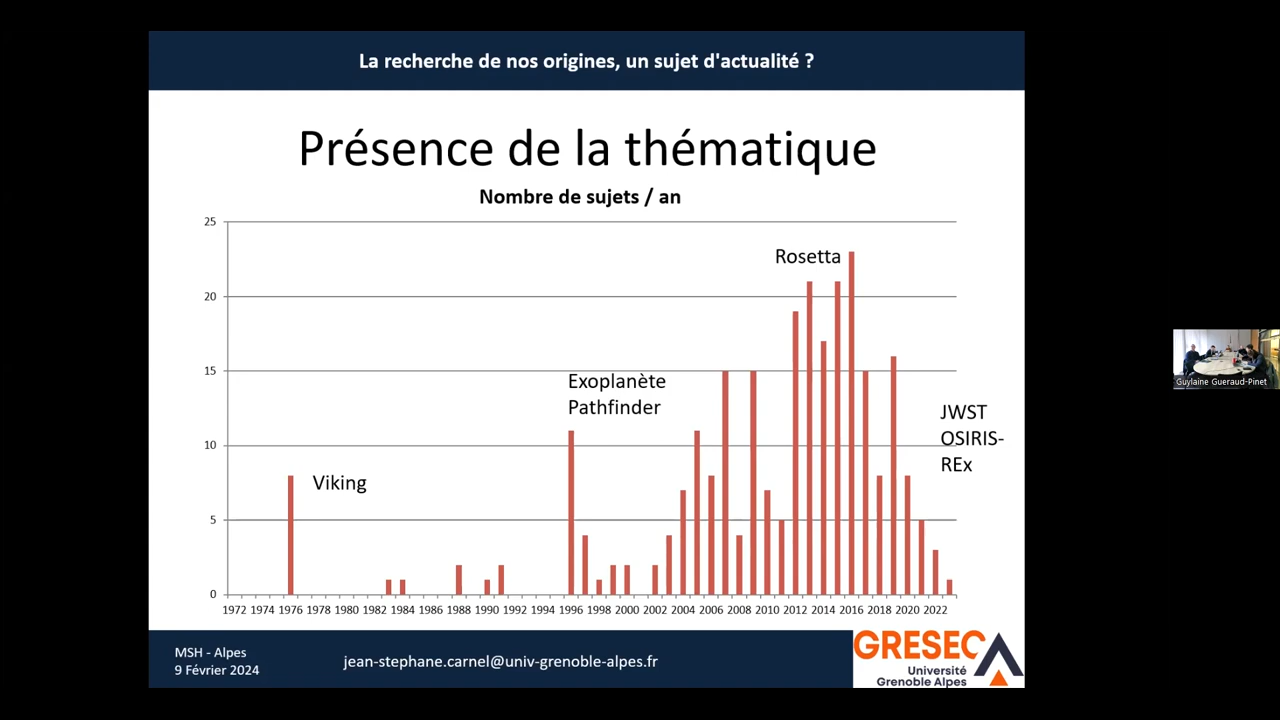 La recherche de nos origines, un sujet d'actualité ?
Présence de la thématique
Nombre de sujets / an
25
20
15
10
5
0
Rosetta
Exoplanète
Pathfinder
JWST
OSIRIS-
REx
Viking
1972 1974 1976 1978 1980 1982 1984 1986 1988 1990 1992 1994 1996 1998 2000 2002 2004 2006 2008 2010 2012 2014 2016 2018 2020 2022
MSH - Alpes
9 Février 2024
jean-stephane.carnel@univ-grenoble-alpes.fr
GRESEC
Université
Grenoble Alpes
Guylaine Gueraud-Pinet